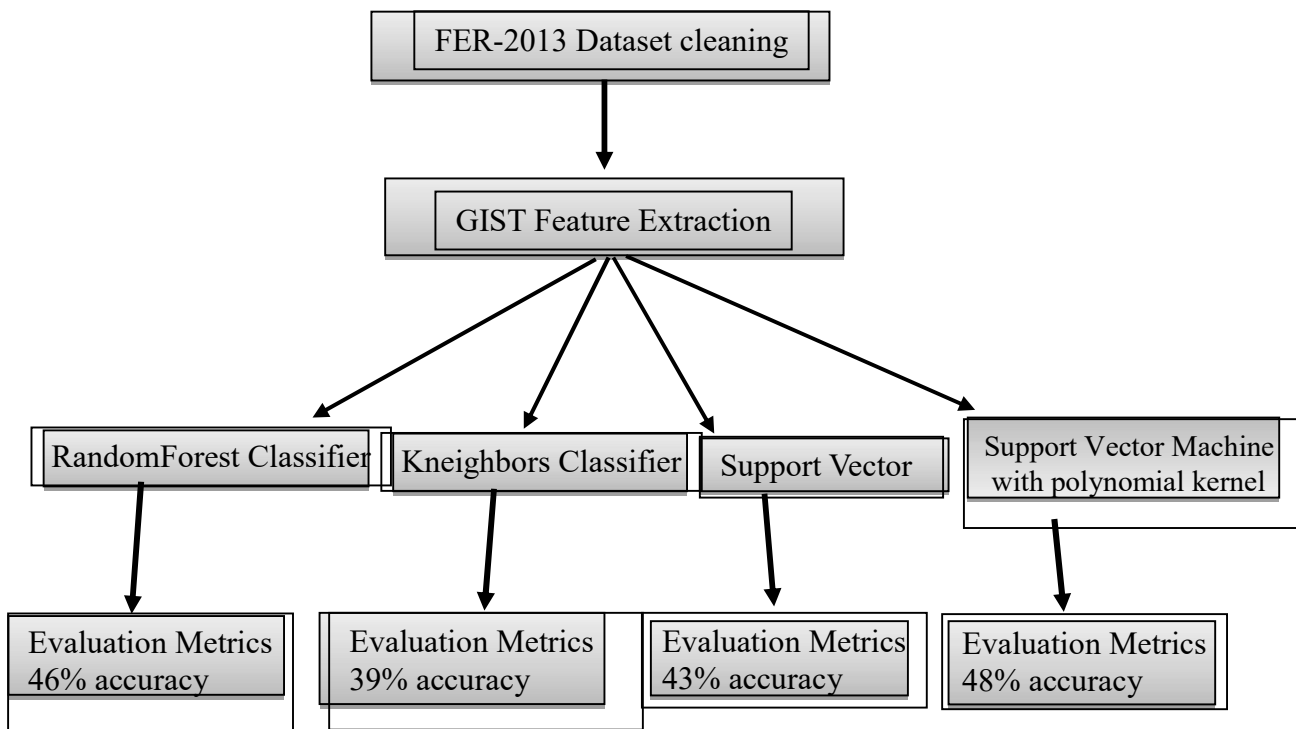 FER-2013 Dataset cleaning
GIST Feature Extraction
RandomForest Classifier
Kneighbors Classifier
Support Vector
Support Vector Machine
with polynomial kernel
Evaluation Metrics
46% accuracy
Evaluation Metrics
39% accuracy
Evaluation Metrics
43% accuracy
Evaluation Metrics
48% accuracy